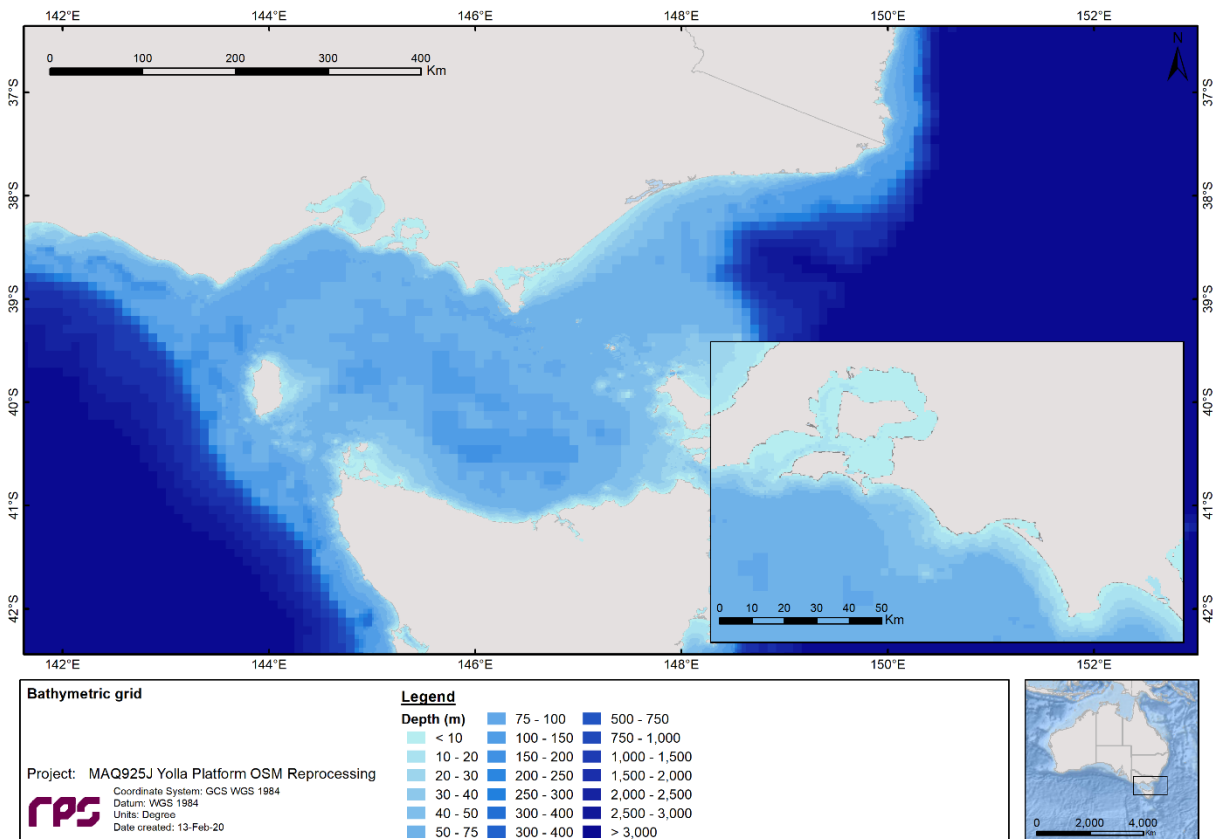 142°E 144°E 146°E 148°E 150°E 152°E
0 100 200 300 400
Km
N
37°S 37°S
38°S 38°S
39°S 39°S
40°S 40°S
41°S 41°S
42°S 42°S
0 10 20 30 40 50
Km
142°E 144°E 146°E 148°E 150°E 152°E
Bathymetric grid
Project: MAQ925J Yolla Platform OSM Reprocessing
rps
Coordinate System: GCS WGS 1984
Datum: WGS 1984
Units: Degree
Date created: 13-Feb-20
Legend
Depth (m)
< 10
10 - 20
20 - 30
30 - 40
40 - 50
50 - 75
75 - 100
100 - 150
150 - 200
200 - 250
250 - 300
300 - 400
300 - 400
500 - 750
750 - 1,000
1,000 - 1,500
1,500 - 2,000
2,000 - 2,500
2,500 - 3,000
> 3,000
0 2,000 4,000
Km